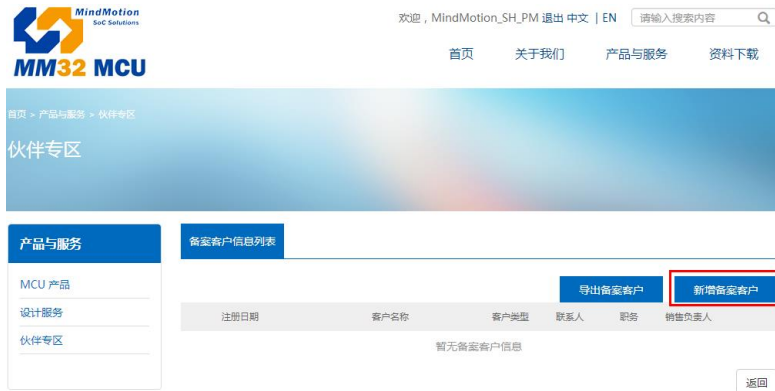 MindMotion
SoC Solutions
MM32 MCU
欢迎，MindMotion_SH_PM 退出 中文 | EN 请输入搜索内容
首页 关于我们 产品与服务 资料下载
首页 > 产品与服务 > 伙伴专区
伙伴专区
产品与服务
MCU 产品
设计服务
伙伴专区
备案客户信息列表
导出备案客户 新增备案客户
注册日期 客户名称 客户类型 联系人 职务 销售负责人
暂无备案客户信息
返回